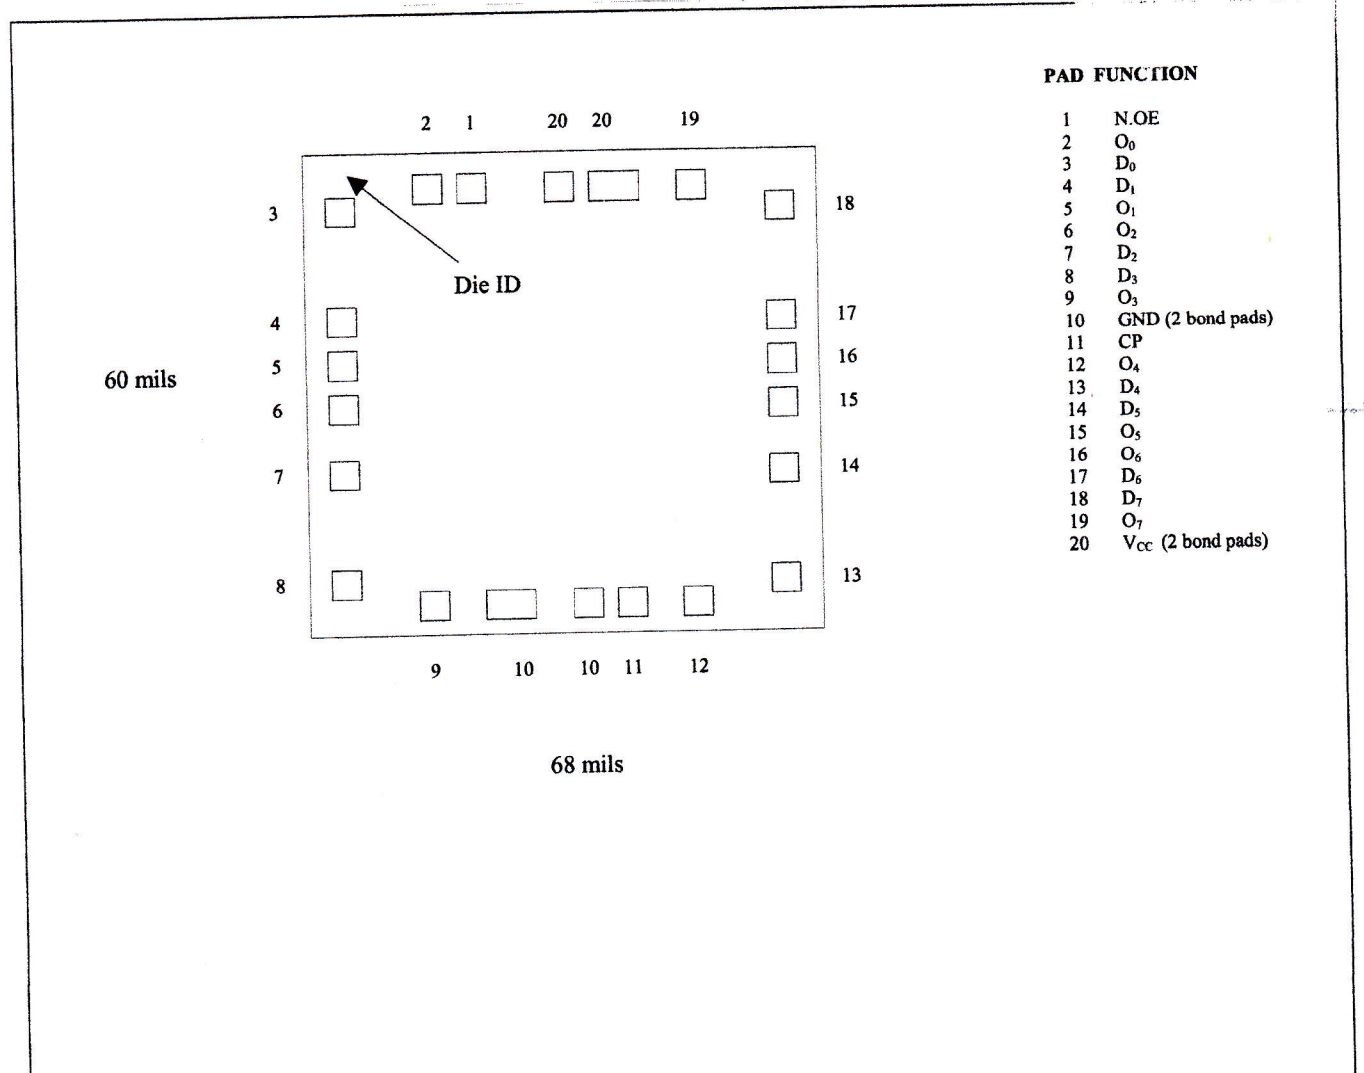 PAD FUNCTION
1 N.OE
2 O₀
3 D₀
4 D₁
5 O₁
6 O₂
7 D₂
8 D₃
9 O₃
10 GND (2 bond pads)
11 CP
12 O₄
13 D₄
14 D₅
15 O₅
16 O₆
17 D₆
18 D₇
19 O₇
20 V_CC (2 bond pads)
2 1 20 20 19
3 18
Die ID
4 17
5 16
60 mils
6 15
7 14
8 13
9 10 10 11 12
68 mils